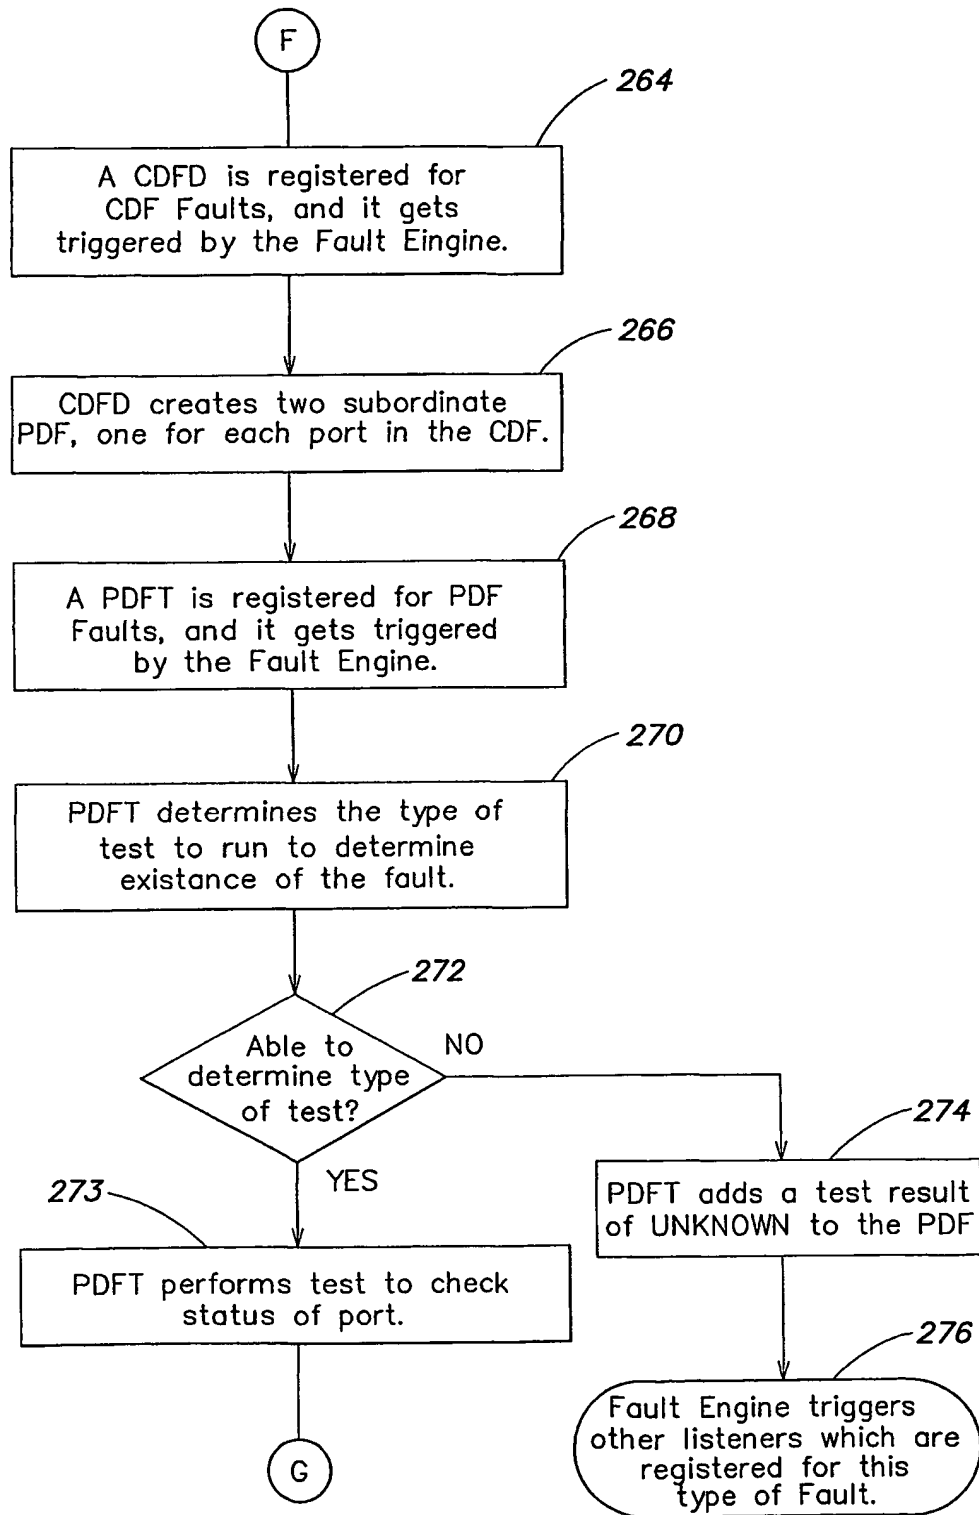 F
264
A CDFD is registered for
CDF Faults, and it gets
triggered by the Fault Eingine.
266
CDFD creates two subordinate
PDF, one for each port in the CDF.
268
A PDFT is registered for PDF
Faults, and it gets triggered
by the Fault Engine.
270
PDFT determines the type of
test to run to determine
existance of the fault.
272
Able to
determine type
of test?
NO
YES
274
PDFT adds a test result
of UNKNOWN to the PDF
273
PDFT performs test to check
status of port.
276
Fault Engine triggers
other listeners which are
registered for this
type of Fault.
G